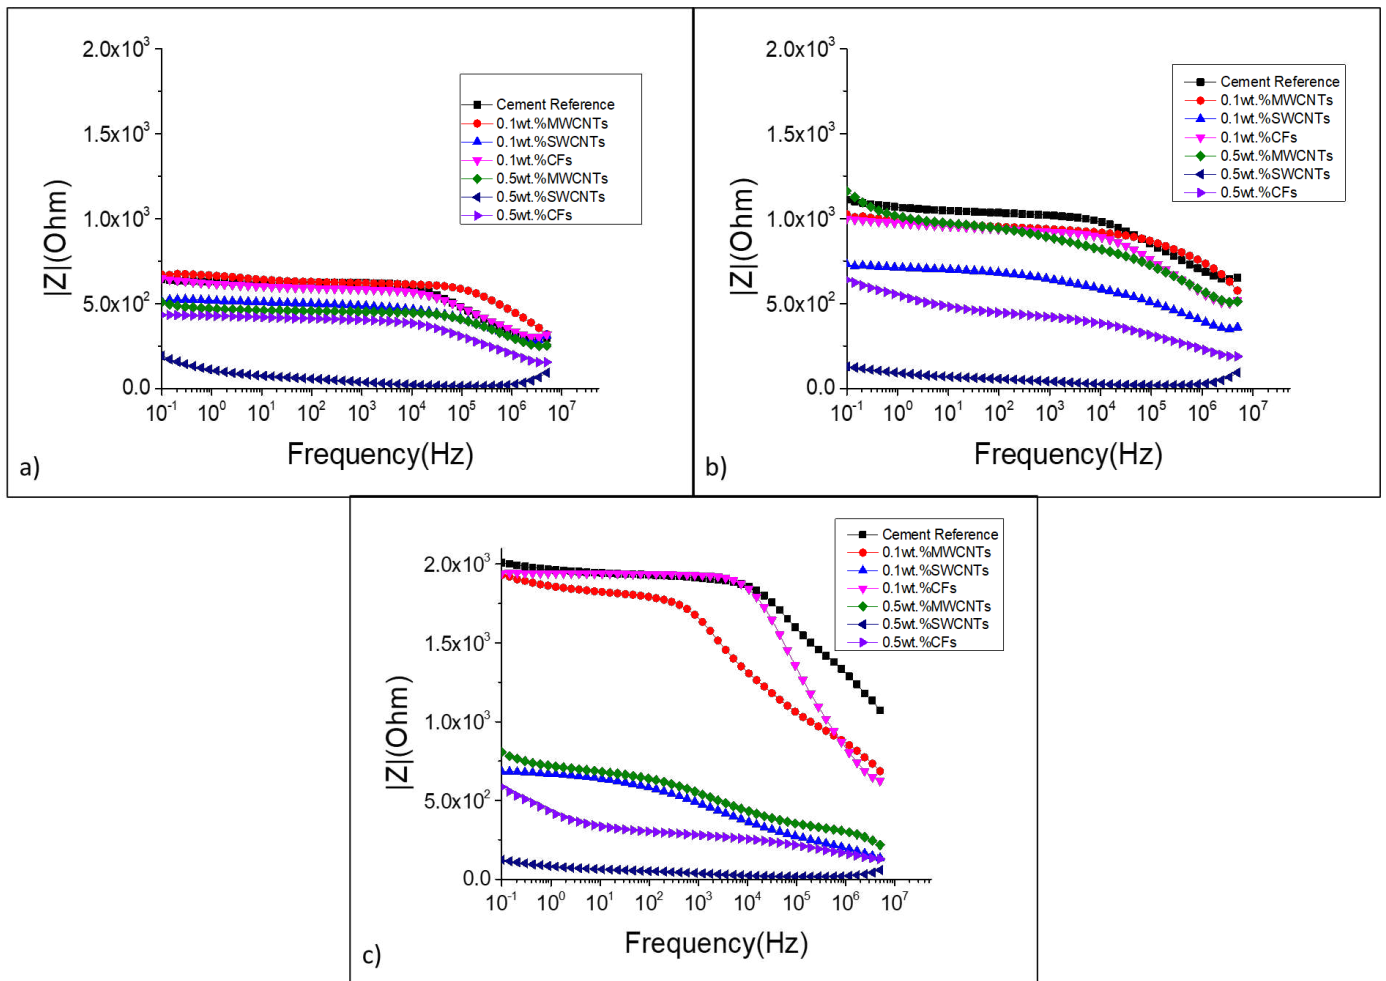 2.0x10³
1.5x10³
1.0x10³
5.0x10²
0.0
|Z|(Ohm)
10⁻¹ 10⁰ 10¹ 10² 10³ 10⁴ 10⁵ 10⁶ 10⁷
Frequency(Hz)
Cement Reference
0.1wt.%MWCNTs
0.1wt.%SWCNTs
0.1wt.%CFs
0.5wt.%MWCNTs
0.5wt.%SWCNTs
0.5wt.%CFs
a)
2.0x10³
1.5x10³
1.0x10³
5.0x10²
0.0
|Z|(Ohm)
10⁻¹ 10⁰ 10¹ 10² 10³ 10⁴ 10⁵ 10⁶ 10⁷
Frequency(Hz)
Cement Reference
0.1wt.%MWCNTs
0.1wt.%SWCNTs
0.1wt.%CFs
0.5wt.%MWCNTs
0.5wt.%SWCNTs
0.5wt.%CFs
b)
2.0x10³
1.5x10³
1.0x10³
5.0x10²
0.0
|Z|(Ohm)
10⁻¹ 10⁰ 10¹ 10² 10³ 10⁴ 10⁵ 10⁶ 10⁷
Frequency(Hz)
Cement Reference
0.1wt.%MWCNTs
0.1wt.%SWCNTs
0.1wt.%CFs
0.5wt.%MWCNTs
0.5wt.%SWCNTs
0.5wt.%CFs
c)